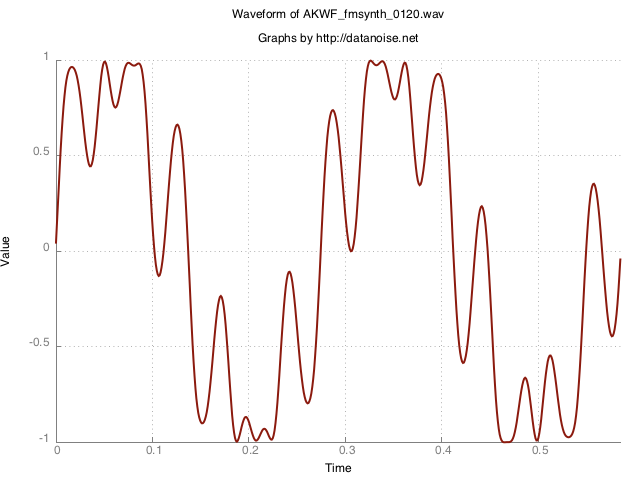 Waveform of AKWF_fmsynth_0120.wav
Graphs by http://datanoise.net
1
0.5
0
-0.5
-1
Value
0
0.1
0.2
0.3
0.4
0.5
Time